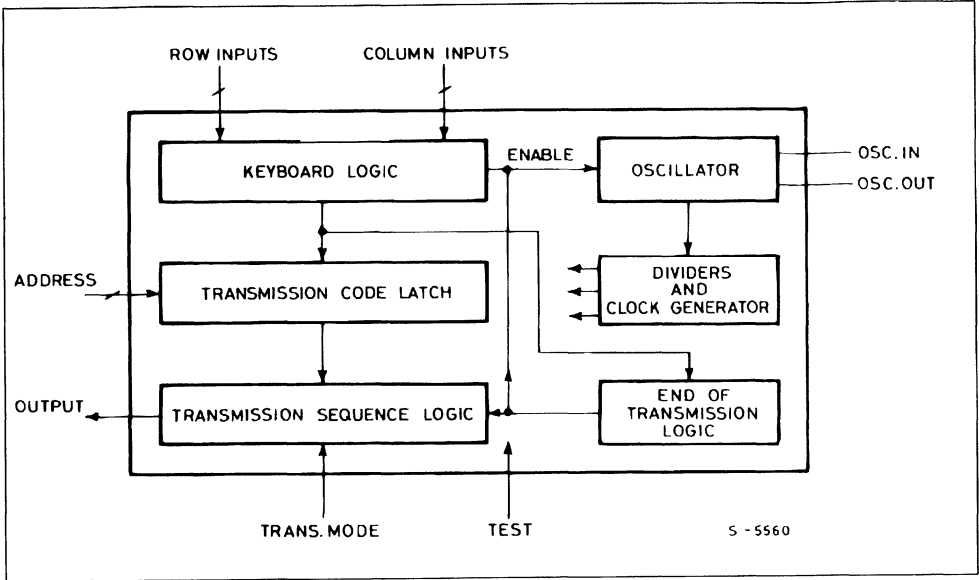 ROW INPUTS
COLUMN INPUTS
KEYBOARD LOGIC
ENABLE
OSCILLATOR
OSC.IN
OSC.OUT
ADDRESS
TRANSMISSION CODE LATCH
DIVIDERS
AND
CLOCK GENERATOR
OUTPUT
TRANSMISSION SEQUENCE LOGIC
END OF
TRANSMISSION
LOGIC
TRANS.MODE
TEST
S-5560